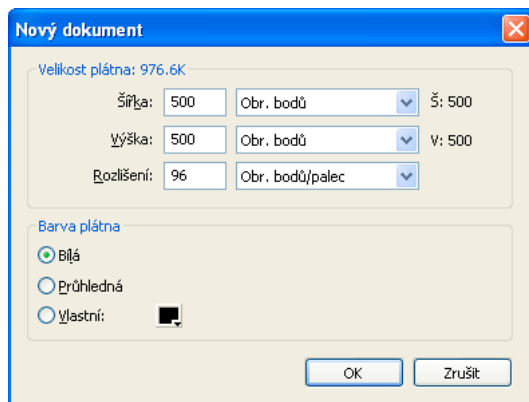 Nový dokument
Velikost plátna: 976.6K
Šířka: 500 Obr. bodů Š: 500
Výška: 500 Obr. bodů V: 500
Rozlišení: 96 Obr. bodů/palec
Barva plátna
Bílá
Průhledná
Vlastní:
OK Zrušit